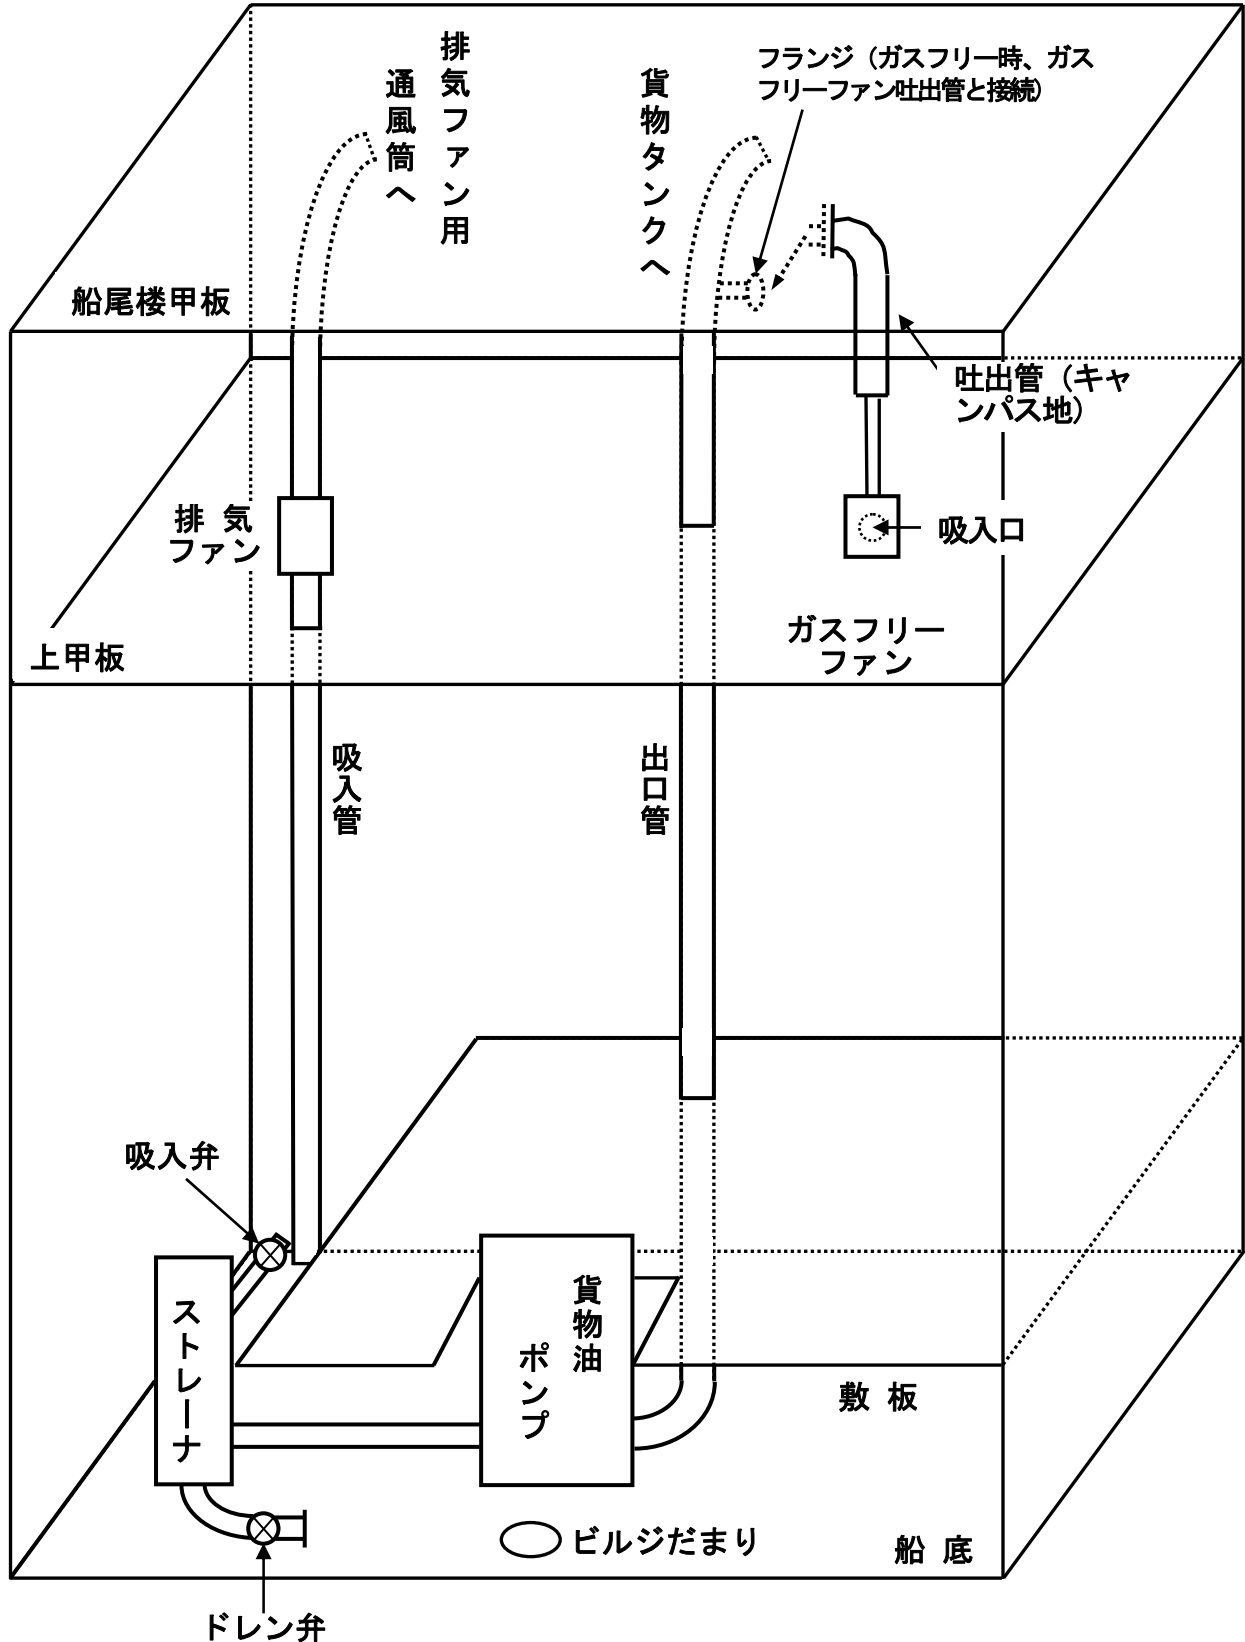 排気ファン用
通風筒へ
貨物タンクへ
フランジ（ガスフリー時、ガス
フリーファン吐出管と接続）
船尾楼甲板
吐出管（キャ
ンパス地）
排 気
ファン
吸入口
ガスフリー
ファン
上甲板
吸入管
出口管
吸入弁
ストレーナ
貨物油
ポンプ
敷 板
ビルジだまり
船 底
ドレン弁